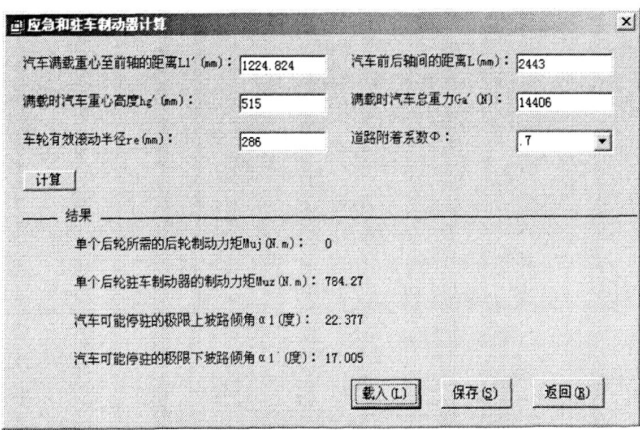 应急和驻车制动器计算
汽车满载重心至前轴的距离L1'(mm): 1224.824 汽车前后轴间的距离L(mm): 2443
满载时汽车重心高度hg'(mm): 515 满载时汽车总重力Ga'(N): 14406
车轮有效滚动半径re(mm): 286 道路附着系数Φ: .7
计算
结果
单个后轮所需的后轮制动力矩Muj(N.m): 0
单个后轮驻车制动器的制动力矩Muz(N.m): 784.27
汽车可能停驻的极限上坡路倾角α1(度): 22.377
汽车可能停驻的极限下坡路倾角α1'(度): 17.005
载入(L) 保存(S) 返回(R)